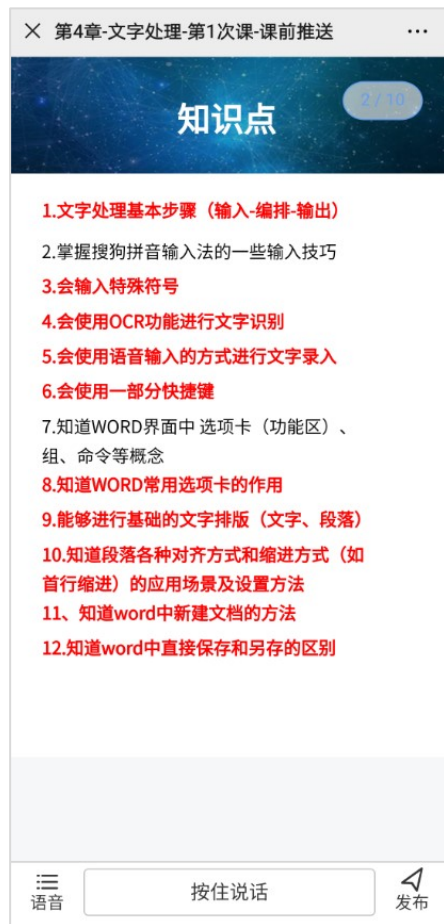 第4章-文字处理-第1次课-课前推送
知识点
2 / 10
1.文字处理基本步骤（输入-编排-输出）
2.掌握搜狗拼音输入法的一些输入技巧
3.会输入特殊符号
4.会使用OCR功能进行文字识别
5.会使用语音输入的方式进行文字录入
6.会使用一部分快捷键
7.知道WORD界面中 选项卡（功能区）、
组、命令等概念
8.知道WORD常用选项卡的作用
9.能够进行基础的文字排版（文字、段落）
10.知道段落各种对齐方式和缩进方式（如
首行缩进）的应用场景及设置方法
11、知道word中新建文档的方法
12.知道word中直接保存和另存的区别
语音
按住说话
发布